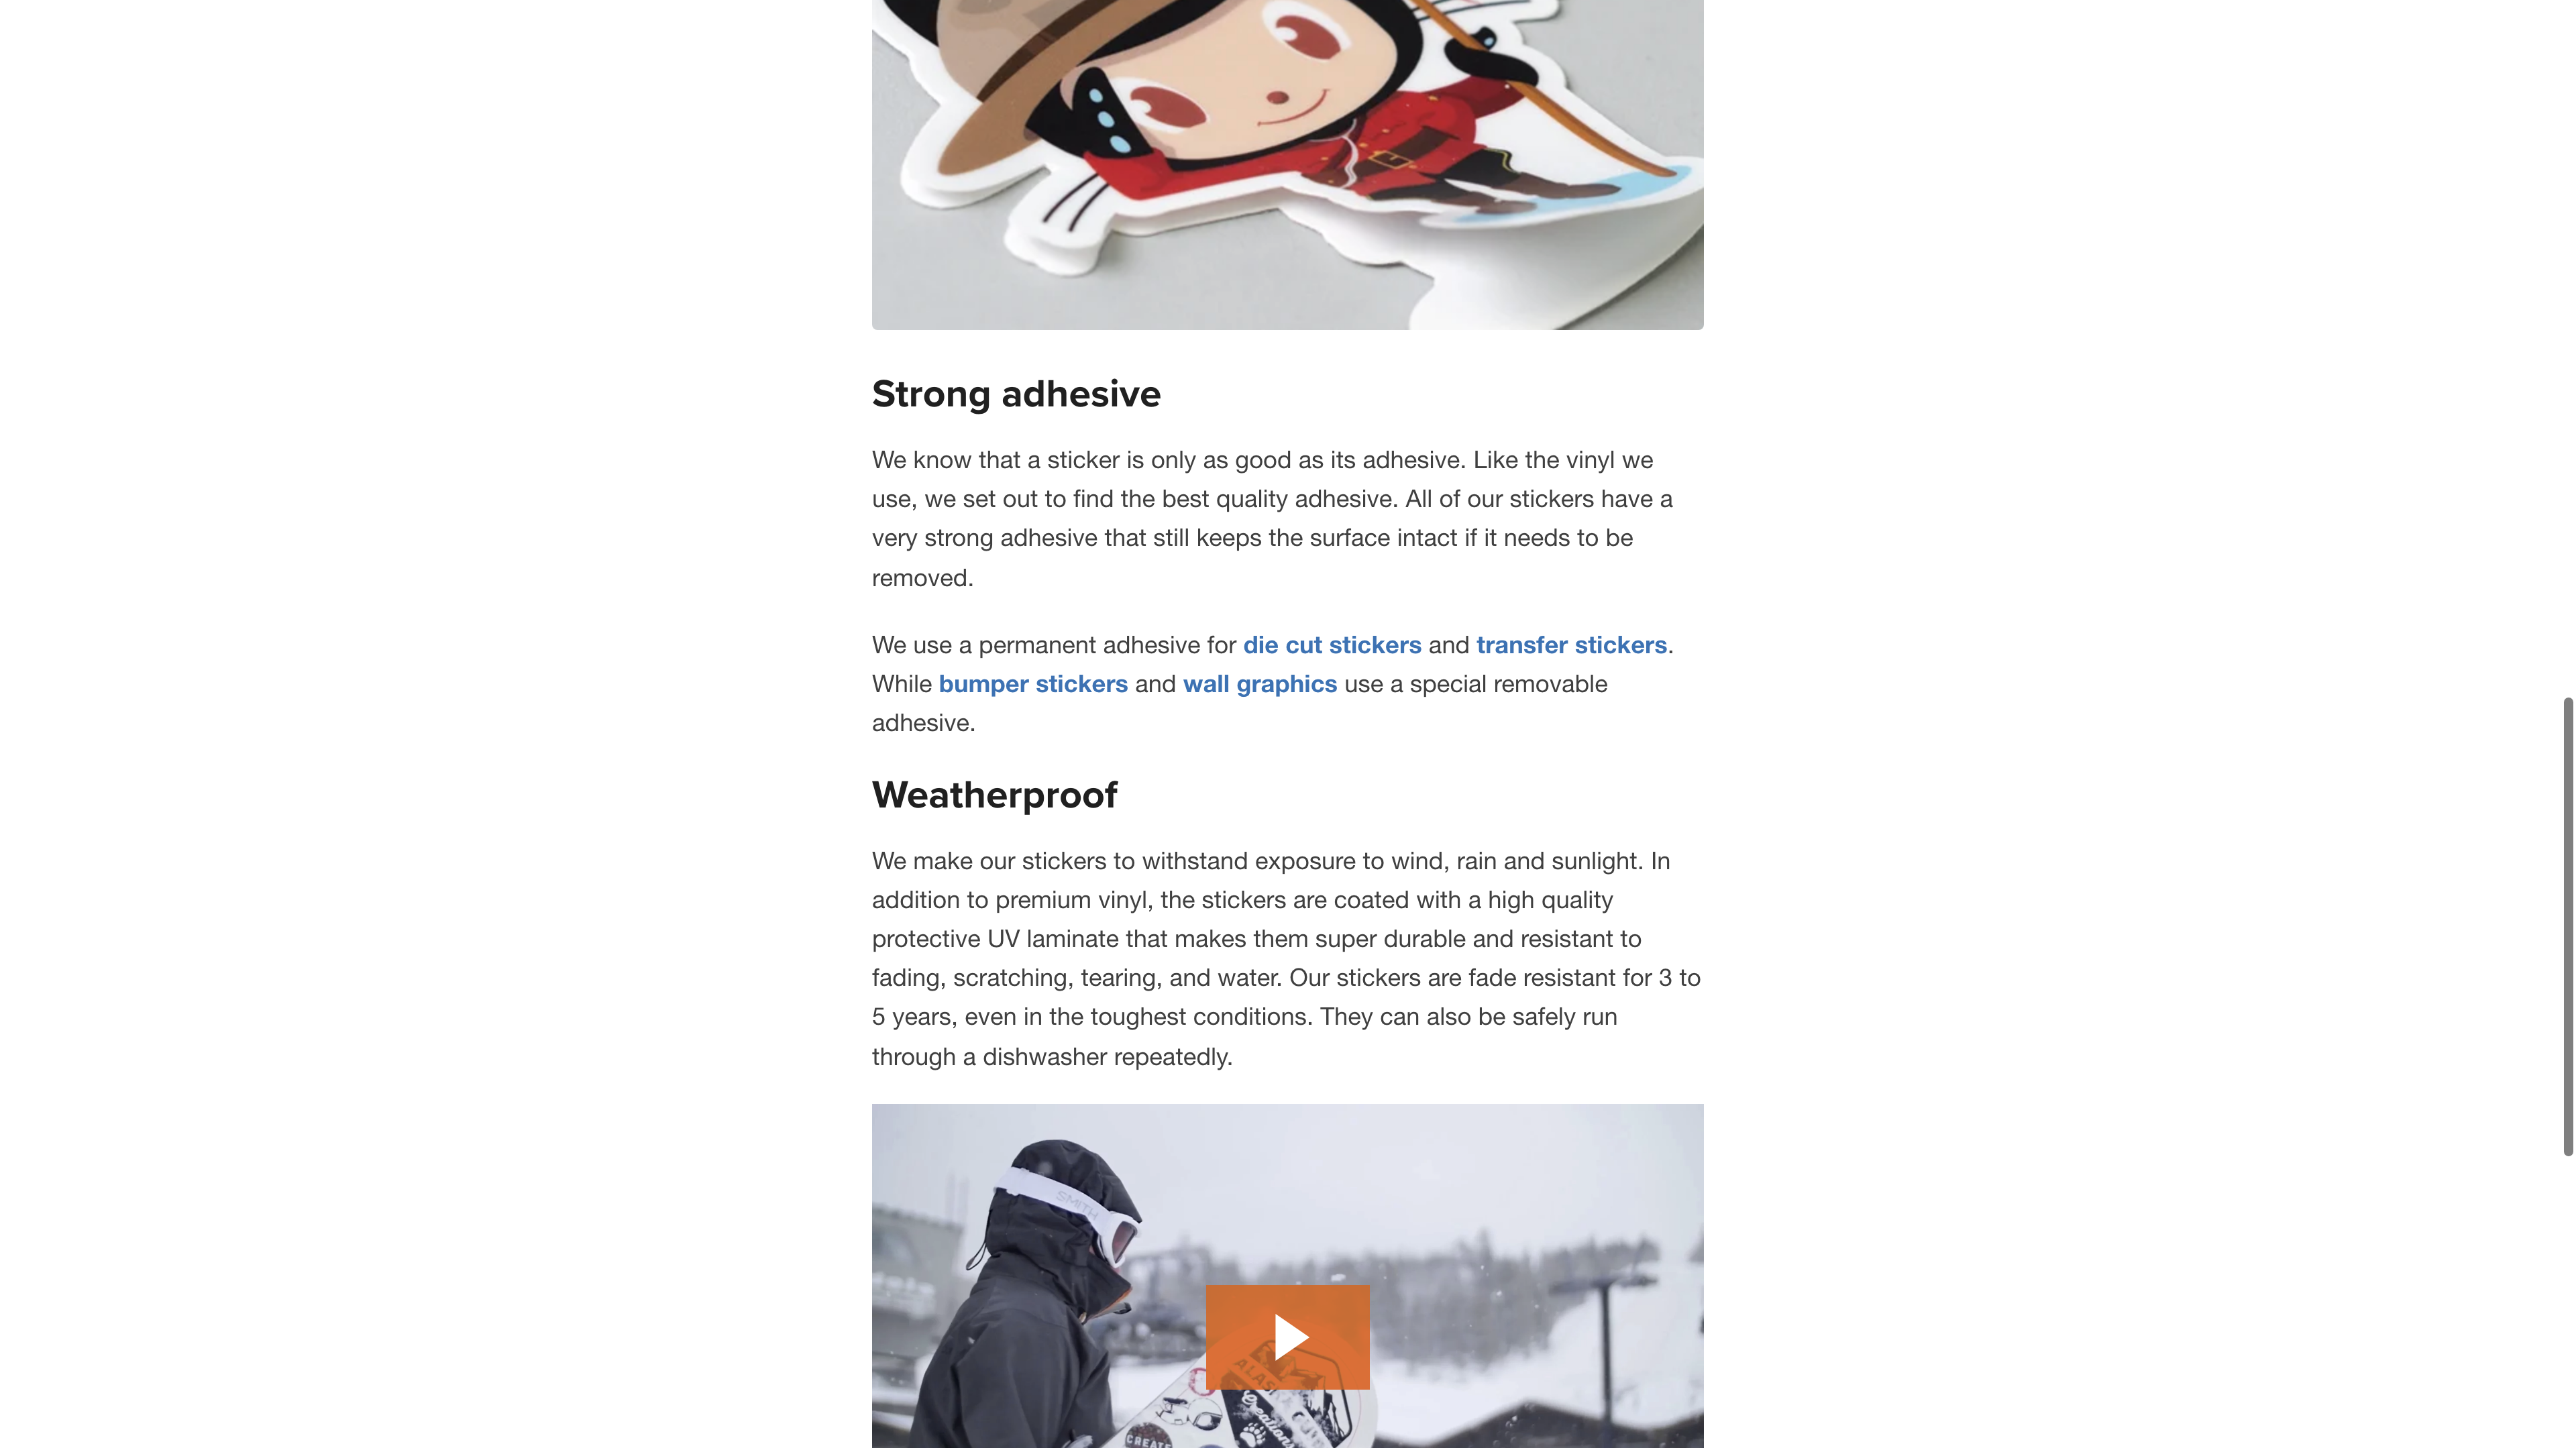 Strong adhesive
We know that a sticker is only as good as its adhesive. Like the vinyl we
use, we set out to find the best quality adhesive. All of our stickers have a
very strong adhesive that still keeps the surface intact if it needs to be
removed.
We use a permanent adhesive for die cut stickers and transfer stickers.
While bumper stickers and wall graphics use a special removable
adhesive.
Weatherproof
We make our stickers to withstand exposure to wind, rain and sunlight. In
addition to premium vinyl, the stickers are coated with a high quality
protective UV laminate that makes them super durable and resistant to
fading, scratching, tearing, and water. Our stickers are fade resistant for 3 to
5 years, even in the toughest conditions. They can also be safely run
through a dishwasher repeatedly.
SMITH
Creations
CREATE